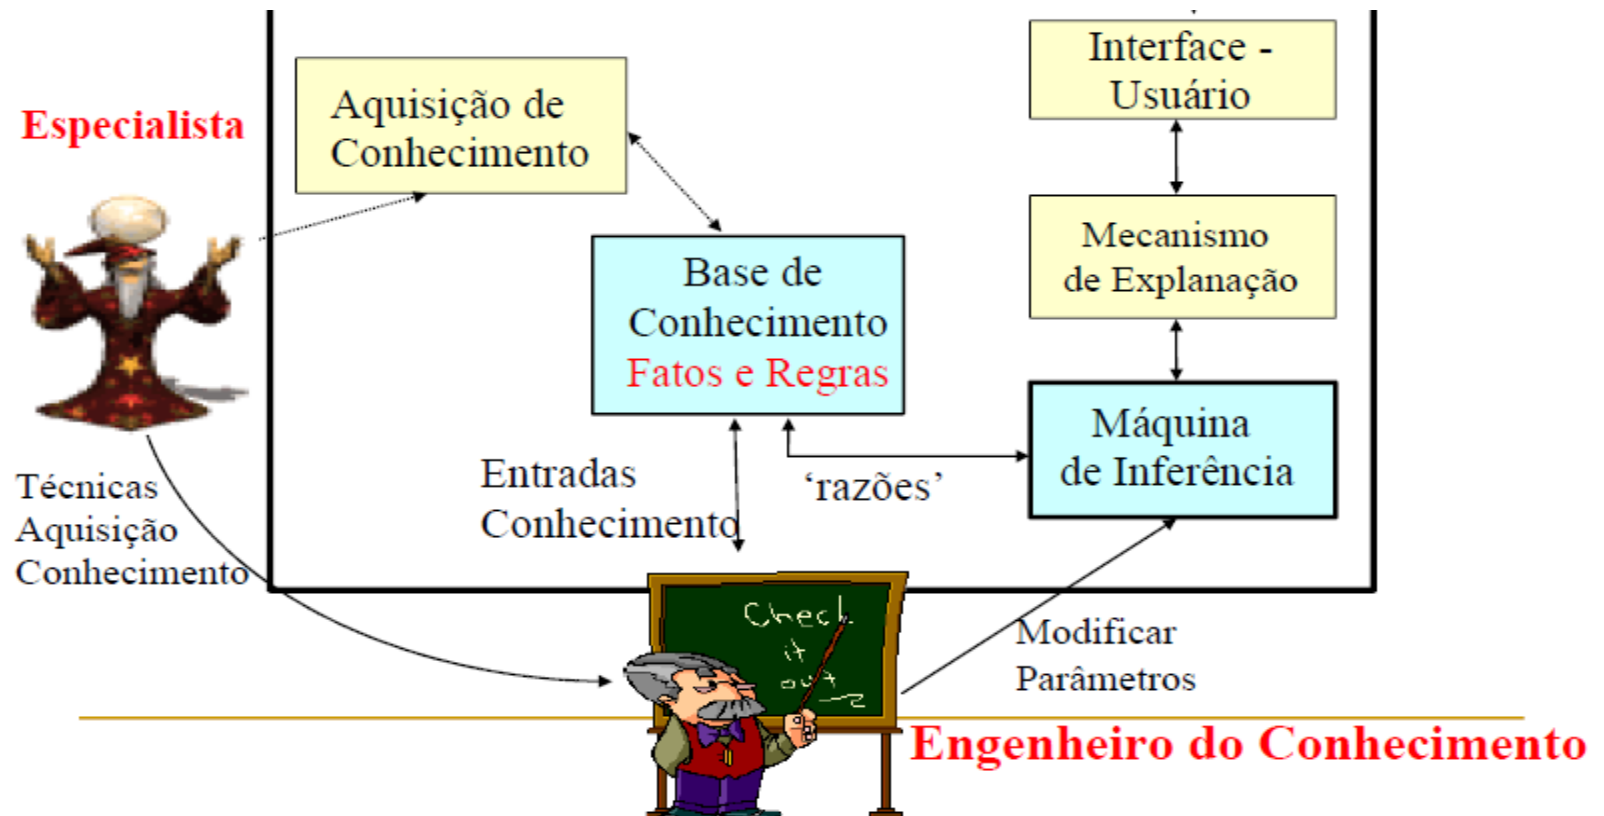 Interface -
Usuário
Aquisição de
Conhecimento
Especialista
Mecanismo
de Explanação
Base de
Conhecimento
Fatos e Regras
Máquina
de Inferência
Entradas
Conhecimento
‘razões’
Técnicas
Aquisição
Conhecimento
Check
it
out
Modificar
Parâmetros
Engenheiro do Conhecimento